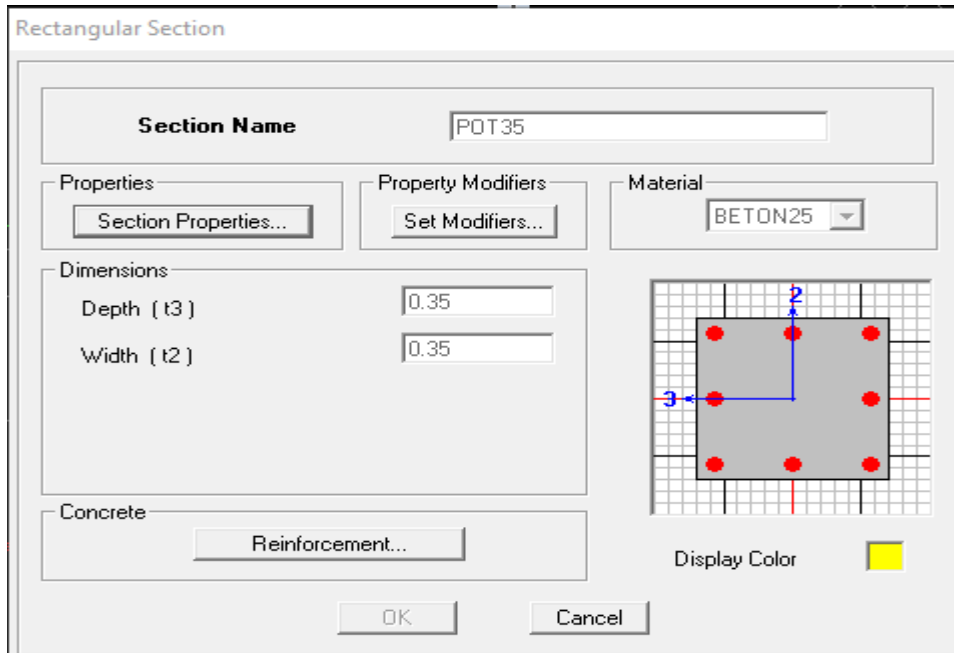 Rectangular Section
Section Name POT35
Properties Property Modifiers Material
Section Properties... Set Modifiers... BETON25
Dimensions
Depth ( t3 ) 0.35
Width ( t2 ) 0.35
2
3
Concrete
Reinforcement...
Display Color
OK Cancel